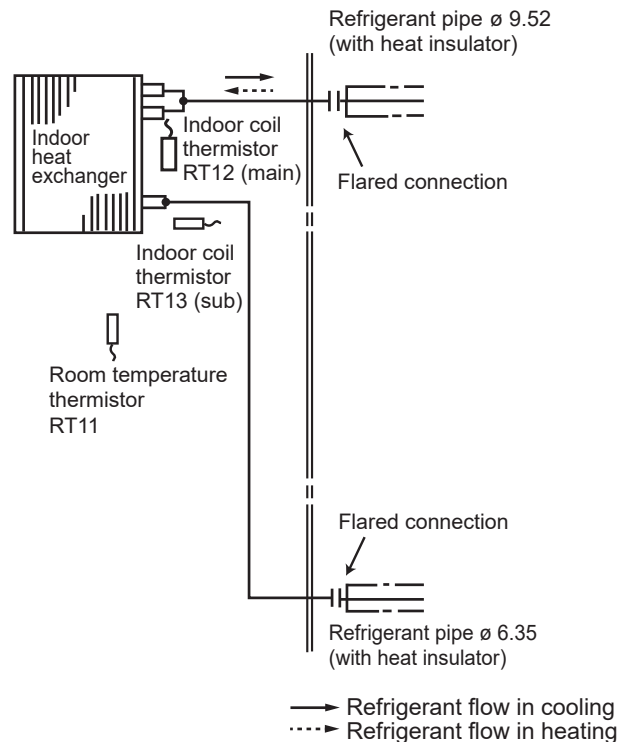 Refrigerant pipe ø 9.52
(with heat insulator)
Indoor
heat
exchanger
Indoor coil
thermistor
RT12 (main)
Flared connection
Indoor coil
thermistor
RT13 (sub)
Room temperature
thermistor
RT11
Flared connection
Refrigerant pipe ø 6.35
(with heat insulator)
Refrigerant flow in cooling
Refrigerant flow in heating